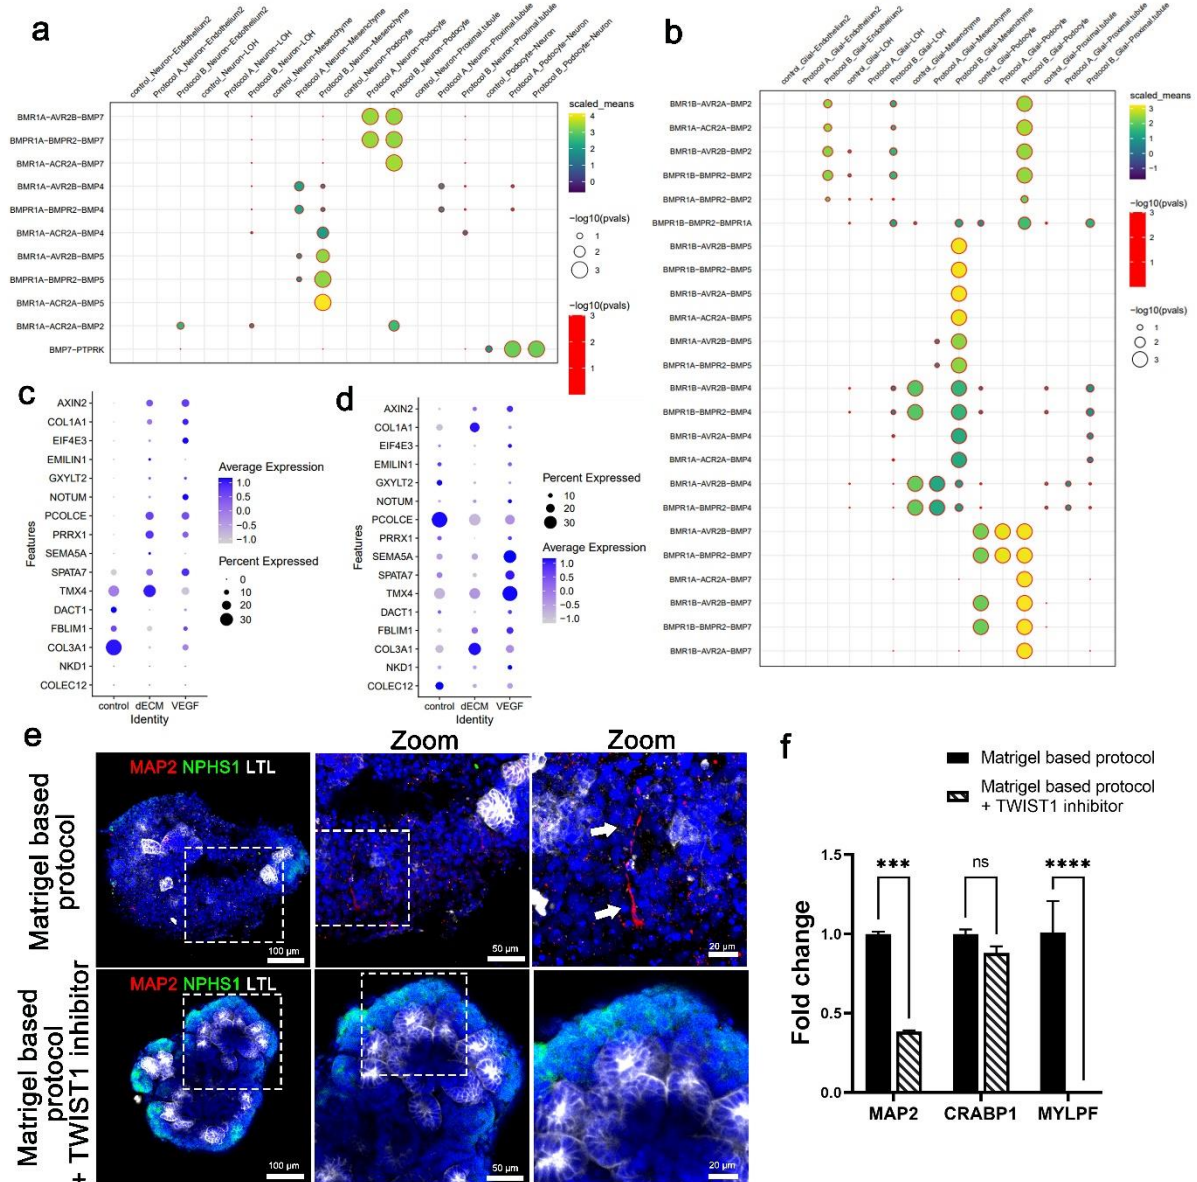 a
control_Neuron-Endothelium2
Protocol A_Neuron-Endothelium2
Protocol B_Neuron-Endothelium2
control_Neuron-LOH
Protocol A_Neuron-LOH
Protocol B_Neuron-LOH
control_Neuron-Mesenchyme
Protocol A_Neuron-Mesenchyme
Protocol B_Neuron-Mesenchyme
control_Neuron-Podocyte
Protocol A_Neuron-Podocyte
Protocol B_Neuron-Podocyte
control_Neuron-Proximal.tubule
Protocol A_Neuron-Proximal.tubule
Protocol B_Neuron-Proximal.tubule
control_Podocyte-Neuron
Protocol A_Podocyte-Neuron
Protocol B_Podocyte-Neuron
BMR1A-AVR2B-BMP7
BMPR1A-BMPR2-BMP7
BMR1A-ACR2A-BMP7
BMR1A-AVR2B-BMP4
BMPR1A-BMPR2-BMP4
BMR1A-ACR2A-BMP4
BMR1A-AVR2B-BMP5
BMPR1A-BMPR2-BMP5
BMR1A-ACR2A-BMP5
BMR1A-ACR2A-BMP2
BMP7-PTPRK
scaled_means
4
3
2
1
0
-log10(pvals)
1
2
3
-log10(pvals)
3
2
1
b
control_Glial-Endothelium2
Protocol A_Glial-Endothelium2
Protocol B_Glial-Endothelium2
control_Glial-LOH
Protocol A_Glial-LOH
Protocol B_Glial-LOH
control_Glial-Mesenchyme
Protocol A_Glial-Mesenchyme
Protocol B_Glial-Mesenchyme
control_Glial-Podocyte
Protocol A_Glial-Podocyte
Protocol B_Glial-Podocyte
control_Glial-Proximal.tubule
Protocol A_Glial-Proximal.tubule
Protocol B_Glial-Proximal.tubule
BMR1B-AVR2A-BMP2
BMR1A-ACR2A-BMP2
BMR1B-AVR2B-BMP2
BMPR1B-BMPR2-BMP2
BMPR1A-BMPR2-BMP2
BMPR1B-BMPR2-BMPR1A
BMR1B-AVR2B-BMP5
BMPR1B-BMPR2-BMP5
BMR1B-AVR2A-BMP5
BMR1A-ACR2A-BMP5
BMR1A-AVR2B-BMP5
BMPR1A-BMPR2-BMP5
BMR1B-AVR2B-BMP4
BMPR1B-BMPR2-BMP4
BMR1B-AVR2A-BMP4
BMR1A-ACR2A-BMP4
BMR1A-AVR2B-BMP4
BMPR1A-BMPR2-BMP4
BMR1A-AVR2B-BMP7
BMPR1A-BMPR2-BMP7
BMR1A-ACR2A-BMP7
BMR1B-AVR2B-BMP7
BMPR1B-BMPR2-BMP7
BMR1B-AVR2A-BMP7
scaled_means
3
2
1
0
-1
-log10(pvals)
3
2
1
-log10(pvals)
1
2
3
c
Features
AXIN2
COL1A1
EIF4E3
EMILIN1
GXYLT2
NOTUM
PCOLCE
PRRX1
SEMA5A
SPATA7
TMX4
DACT1
FBLIM1
COL3A1
NKD1
COLEC12
control dECM VEGF
Identity
Average Expression
1.0
0.5
0.0
-0.5
-1.0
Percent Expressed
0
10
20
30
d
Features
AXIN2
COL1A1
EIF4E3
EMILIN1
GXYLT2
NOTUM
PCOLCE
PRRX1
SEMA5A
SPATA7
TMX4
DACT1
FBLIM1
COL3A1
NKD1
COLEC12
control dECM VEGF
Identity
Percent Expressed
10
20
30
Average Expression
1.0
0.5
0.0
-0.5
-1.0
e
Zoom
Zoom
Matrigel based
protocol
MAP2 NPHS1 LTL
100 µm
50 µm
20 µm
Matrigel based
protocol
+ TWIST1 inhibitor
MAP2 NPHS1 LTL
100 µm
50 µm
20 µm
f
Matrigel based protocol
Matrigel based protocol
+ TWIST1 inhibitor
Fold change
1.5
1.0
0.5
0.0
***
ns
****
MAP2 CRABP1 MYLPF